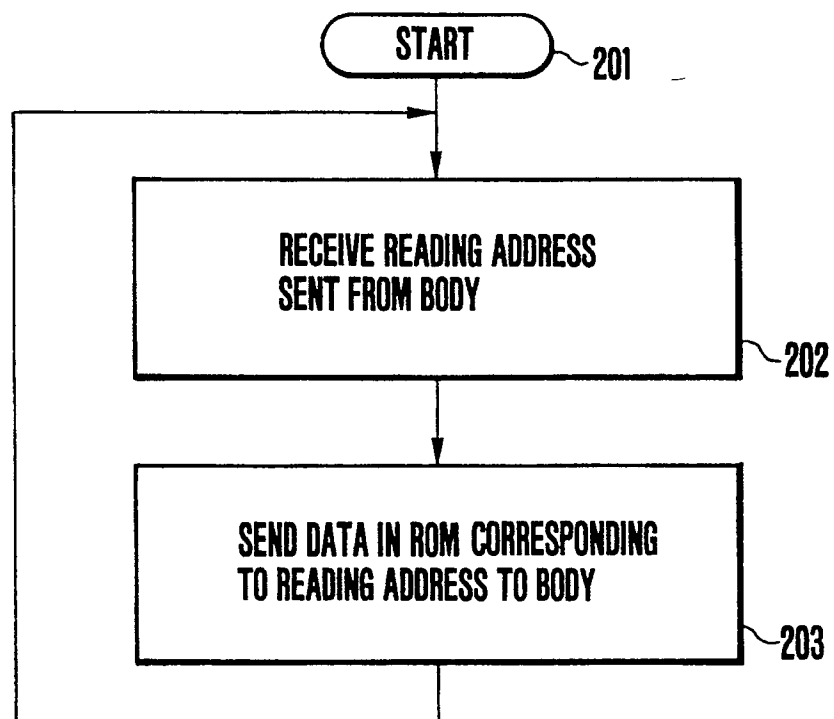 START
201
RECEIVE READING ADDRESS
SENT FROM BODY
202
SEND DATA IN ROM CORRESPONDING
TO READING ADDRESS TO BODY
203